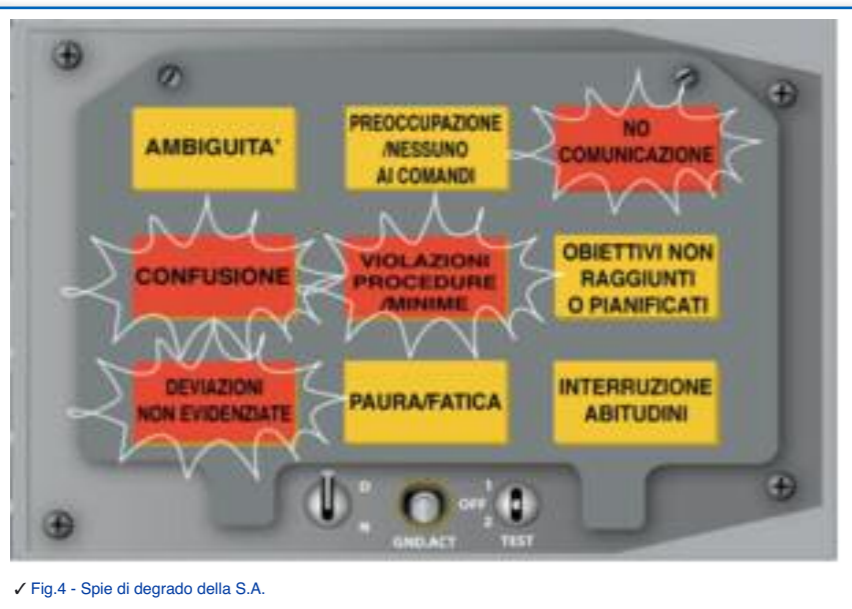 AMBIGUITA'
PREOCCUPAZIONE
/NESSUNO
AI COMANDI
NO
COMUNICAZIONE
CONFUSIONE
VIOLAZIONI
PROCEDURE
/MINIME
OBIETTIVI NON
RAGGIUNTI
O PIANIFICATI
DEVIAZIONI
NON EVIDENZIATE
PAURA/FATICA
INTERRUZIONE
ABITUDINI
D
N
GND.ACT
1
OFF
2
TEST
✓ Fig.4 - Spie di degrado della S.A.